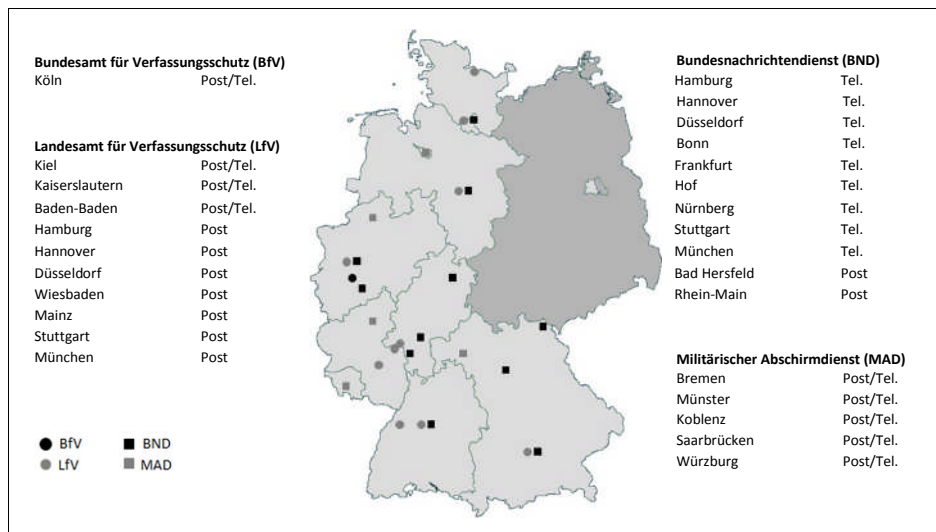 Bundesamt für Verfassungsschutz (BfV)
Köln Post/Tel.
Landesamt für Verfassungsschutz (LfV)
Kiel Post/Tel.
Kaiserslautern Post/Tel.
Baden-Baden Post/Tel.
Hamburg Post
Hannover Post
Düsseldorf Post
Wiesbaden Post
Mainz Post
Stuttgart Post
München Post
BfV BND
LfV MAD
Bundesnachrichtendienst (BND)
Hamburg Tel.
Hannover Tel.
Düsseldorf Tel.
Bonn Tel.
Frankfurt Tel.
Hof Tel.
Nürnberg Tel.
Stuttgart Tel.
München Tel.
Bad Hersfeld Post
Rhein-Main Post
Militärischer Abschirmdienst (MAD)
Bremen Post/Tel.
Münster Post/Tel.
Koblenz Post/Tel.
Saarbrücken Post/Tel.
Würzburg Post/Tel.